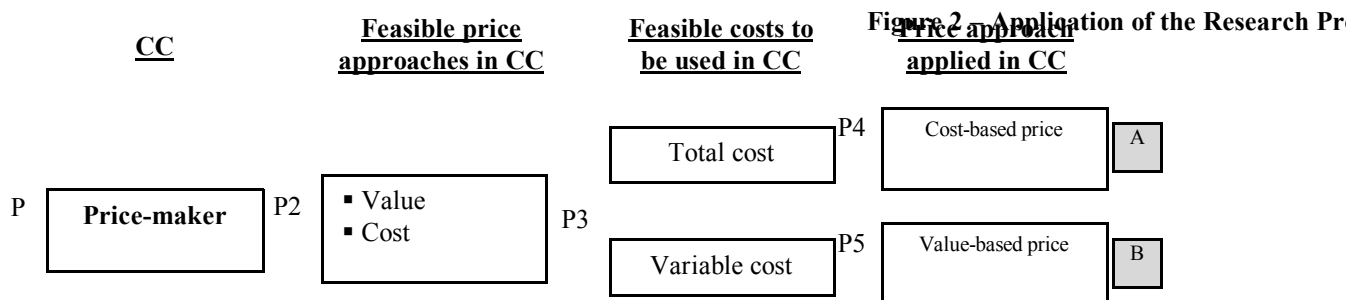 Figure 2 – Application of the Research Pro
CC
Feasible price
approaches in CC
Feasible costs to
be used in CC
Price approach
applied in CC
P
Price-maker
P2
▪ Value
▪ Cost
P3
Total cost
Variable cost
P4
Cost-based price
A
P5
Value-based price
B